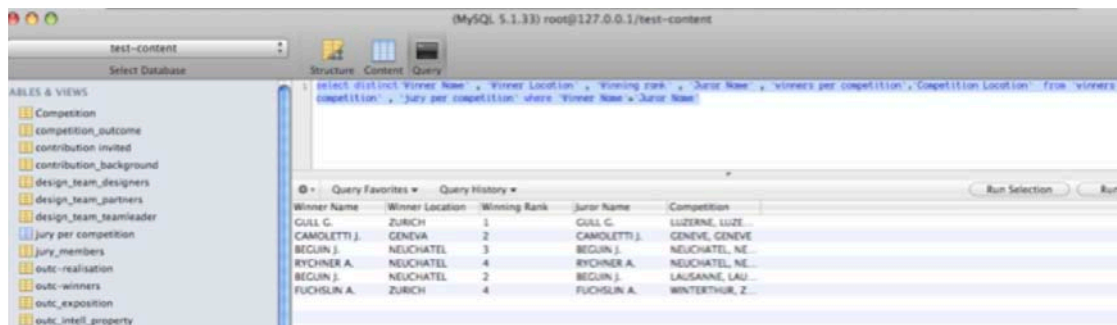 (MySQL 5.1.33) root@127.0.0.1/test-content
test-content
Select Database
Structure Content Query
ABLES & VIEWS
Competition
competition_outcome
contribution invited
contribution_background
design_team_designers
design_team_partners
design_team_teamleader
jury per competition
jury_members
outc-realisation
outc-winners
outc_exposition
outc_intell_property
1 select distinct`Winner Name` , `Winner Location` , `Winning rank` , `Juror Name` , `winners per competition`,`Competition Location` from `winners
competition` , `jury per competition` where `Winner Name`=`Juror Name`
Query Favorites Query History Run Selection Run
Winner Name Winner Location Winning Rank Juror Name Competition
GULL G. ZURICH 1 GULL G. LUZERNE, LUZE...
CAMOLETTI J. GENEVA 2 CAMOLETTI J. GENEVE, GENEVE
BEGUIN J. NEUCHATEL 3 BEGUIN J. NEUCHATEL, NE...
RYCHNER A. NEUCHATEL 4 RYCHNER A. NEUCHATEL, NE...
BEGUIN J. NEUCHATEL 2 BEGUIN J. LAUSANNE, LAU...
FUCHSLIN A. ZURICH 4 FUCHSLIN A. WINTERTHUR, Z...